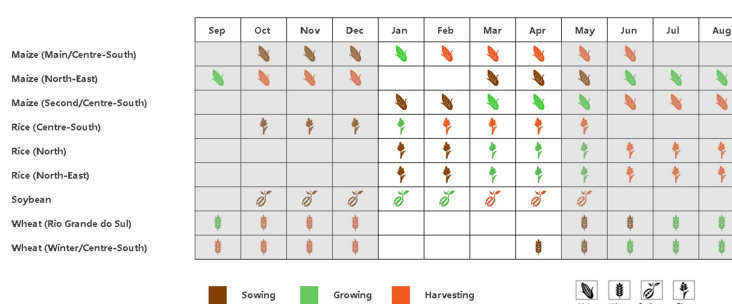 Sep Oct Nov Dec Jan Feb Mar Apr May Jun Jul Aug
Maize (Main/Centre-South)
Maize (North-East)
Maize (Second/Centre-South)
Rice (Centre-South)
Rice (North)
Rice (North-East)
Soybean
Wheat (Rio Grande do Sul)
Wheat (Winter/Centre-South)
Sowing Growing Harvesting